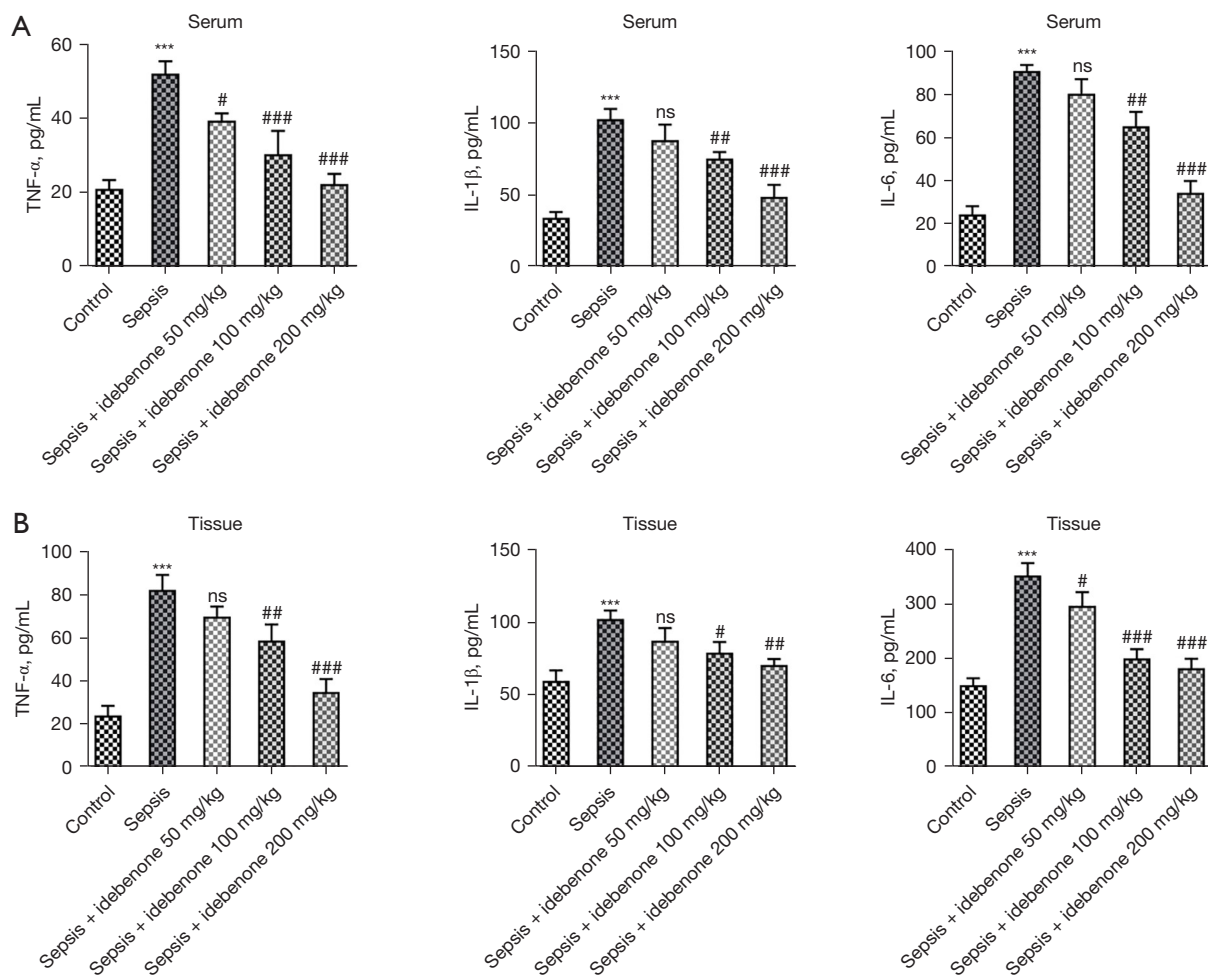 A
Serum
TNF-α, pg/mL
60
40
20
0
***
#
###
###
Control
Sepsis
Sepsis + idebenone 50 mg/kg
Sepsis + idebenone 100 mg/kg
Sepsis + idebenone 200 mg/kg
Serum
IL-1β, pg/mL
150
100
50
0
***
ns
##
###
Control
Sepsis
Sepsis + idebenone 50 mg/kg
Sepsis + idebenone 100 mg/kg
Sepsis + idebenone 200 mg/kg
Serum
IL-6, pg/mL
100
80
60
40
20
0
***
ns
##
###
Control
Sepsis
Sepsis + idebenone 50 mg/kg
Sepsis + idebenone 100 mg/kg
Sepsis + idebenone 200 mg/kg
B
Tissue
TNF-α, pg/mL
100
80
60
40
20
0
***
ns
##
###
Control
Sepsis
Sepsis + idebenone 50 mg/kg
Sepsis + idebenone 100 mg/kg
Sepsis + idebenone 200 mg/kg
Tissue
IL-1β, pg/mL
150
100
50
0
***
ns
#
##
Control
Sepsis
Sepsis + idebenone 50 mg/kg
Sepsis + idebenone 100 mg/kg
Sepsis + idebenone 200 mg/kg
Tissue
IL-6, pg/mL
400
300
200
100
0
***
#
###
###
Control
Sepsis
Sepsis + idebenone 50 mg/kg
Sepsis + idebenone 100 mg/kg
Sepsis + idebenone 200 mg/kg